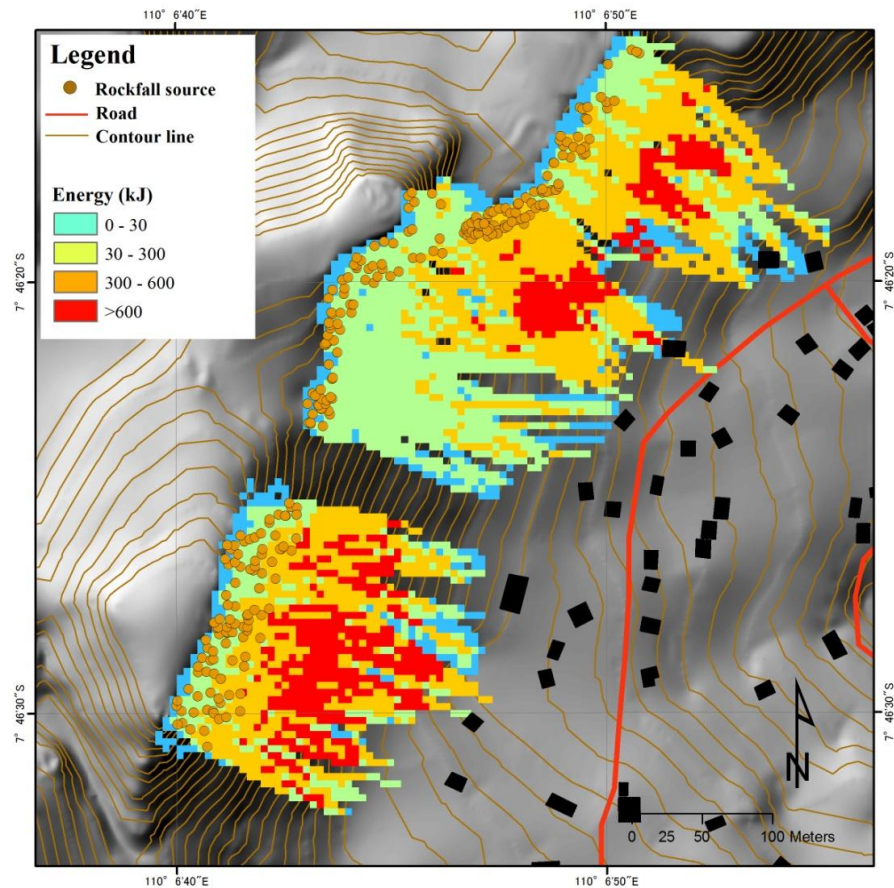 110° 6'40"E
110° 6'50"E
Legend
Rockfall source
Road
Contour line
Energy (kJ)
0 - 30
30 - 300
300 - 600
>600
7° 46'20"S
7° 46'20"S
7° 46'30"S
7° 46'30"S
N
0 25 50 100 Meters
110° 6'40"E
110° 6'50"E